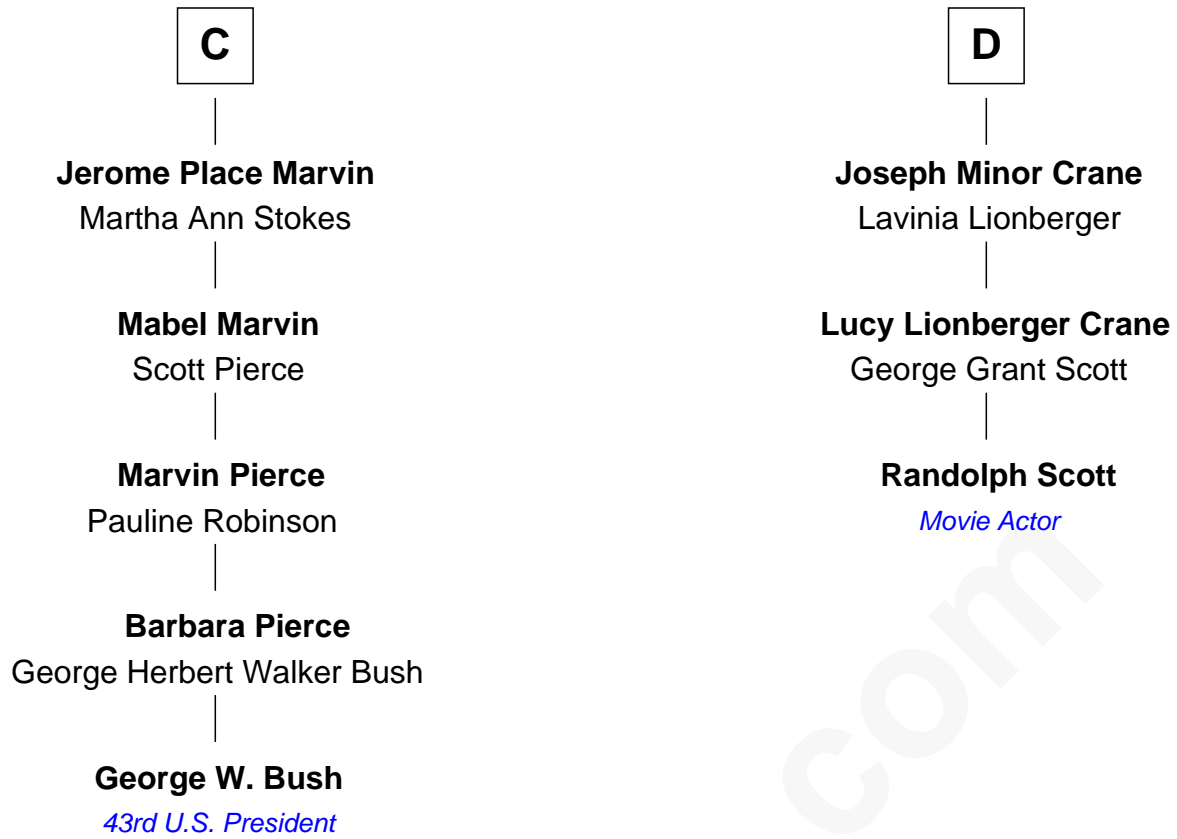 C
Jerome Place Marvin
Martha Ann Stokes
Mabel Marvin
Scott Pierce
Marvin Pierce
Pauline Robinson
Barbara Pierce
George Herbert Walker Bush
George W. Bush
43rd U.S. President
D
Joseph Minor Crane
Lavinia Lionberger
Lucy Lionberger Crane
George Grant Scott
Randolph Scott
Movie Actor
com